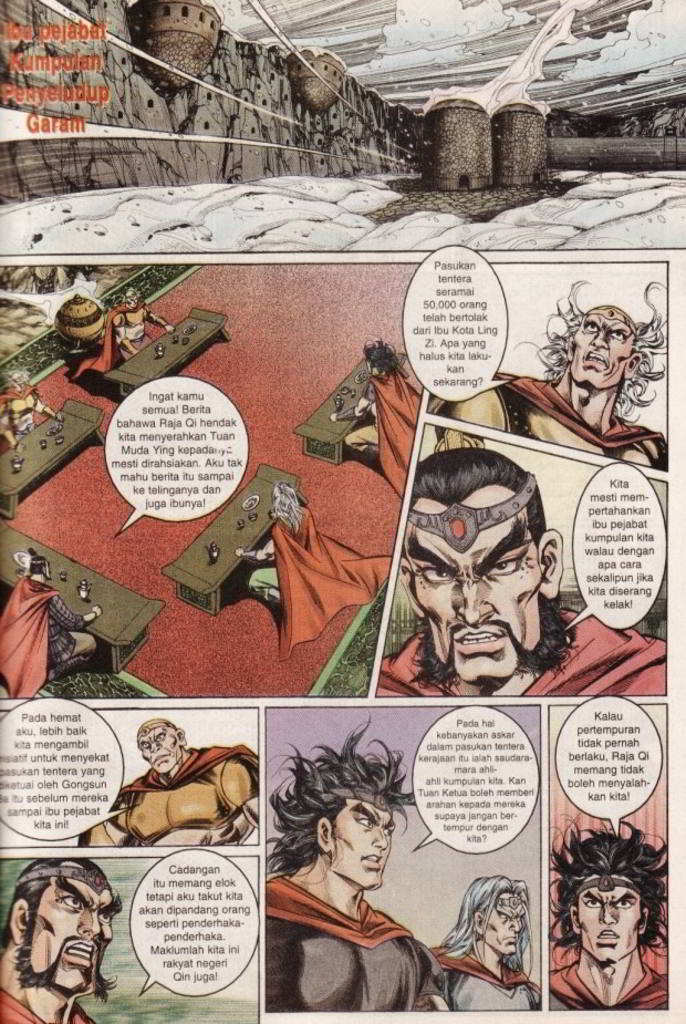 Ibu pejabat
Kumpulan
Penyeludup
Garam
Pasukan
tentera
seramai
50,000 orang
telah bertolak
dari Ibu Kota Ling
Zi. Apa yang
halus kita laku-
kan
sekarang?
Ingat kamu
semua! Berita
bahawa Raja Qi hendak
kita menyerahkan Tuan
Muda Ying kepadanya
mesti dirahsiakan. Aku tak
mahu berita itu sampai
ke telinganya dan
juga ibunya!
Kita
mesti mem-
pertahankan
ibu pejabat
kumpulan kita
walau dengan
apa cara
sekalipun jika
kita diserang
kelak!
Pada hemat
aku, lebih baik
kita mengambil
untuk menyekat
pasukan tentera yang
diketuai oleh Gongsun
itu sebelum mereka
sampai ibu pejabat
kita ini!
Pada hal
kebanyakan askar
dalam pasukan tentera
kerajaan itu ialah saudara-
mara ahli-
ahli kumpulan kita. Kan
Tuan Ketua boleh memberi
arahan kepada mereka
supaya jangan ber-
tempur dengan
kita?
Kalau
pertempuran
tidak pernah
berlaku, Raja Qi
memang tidak
boleh menyalah-
kan kita!
Cadangan
itu memang elok
tetapi aku takut kita
akan dipandang orang
seperti penderhaka-
penderhaka.
Maklumlah kita ini
rakyat negeri
Qin juga!